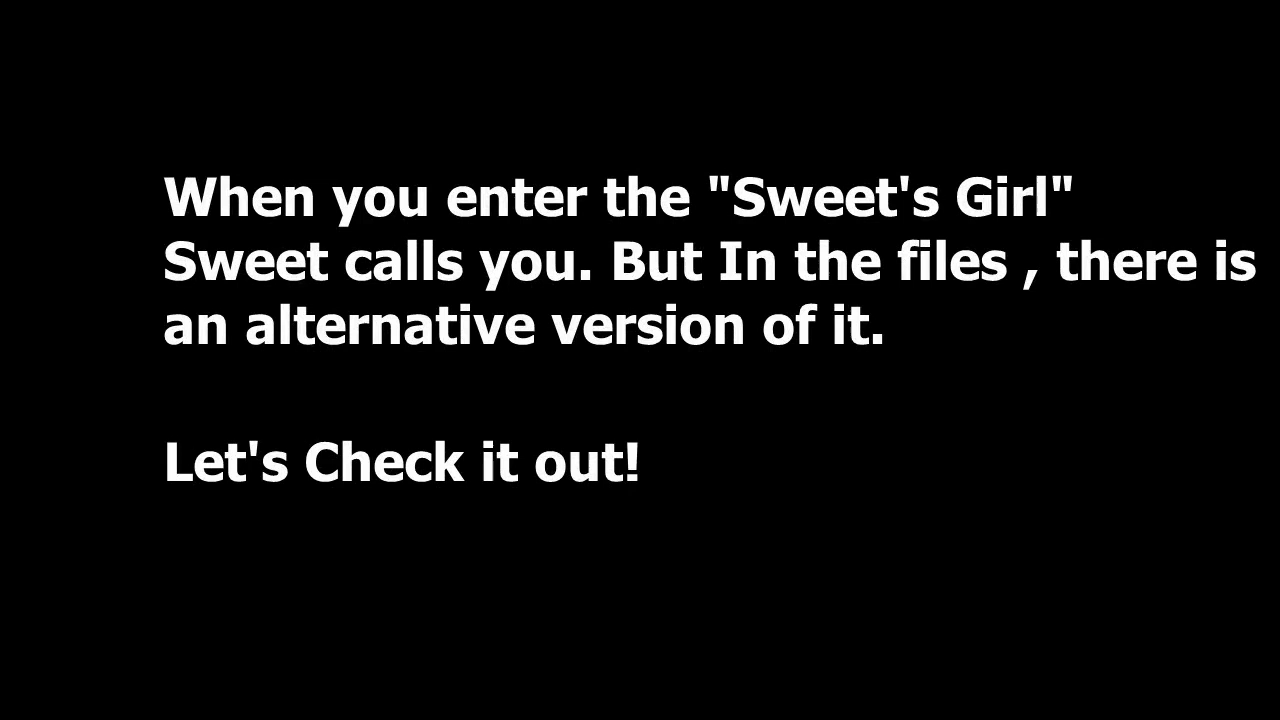 When you enter the "Sweet's Girl"
Sweet calls you. But In the files , there is
an alternative version of it.
Let's Check it out!